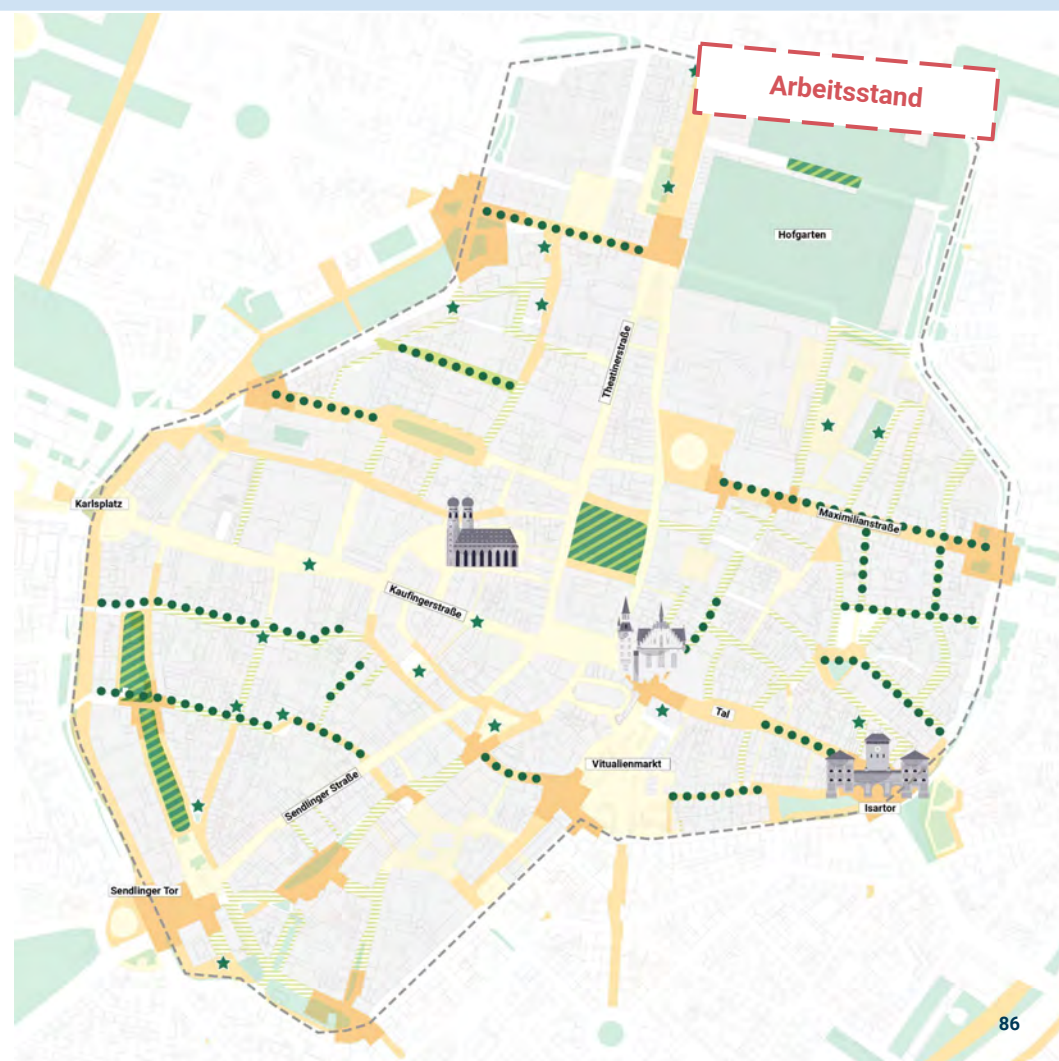 Arbeitsstand
Hofgarten
Theatinerstraße
Karlsplatz
Maximilianstraße
Kaufingerstraße
Tal
Vitualienmarkt
Sendlinger Straße
Isartor
Sendlinger Tor
86